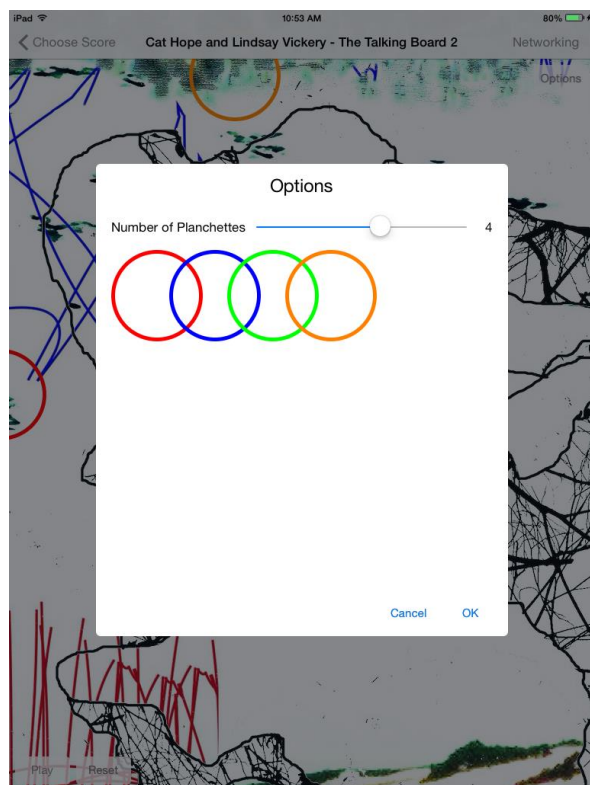 iPad 10:53 AM 80%
Choose Score Cat Hope and Lindsay Vickery - The Talking Board 2 Networking
Options
Options
Number of Planchettes 4
Cancel OK
Play Reset